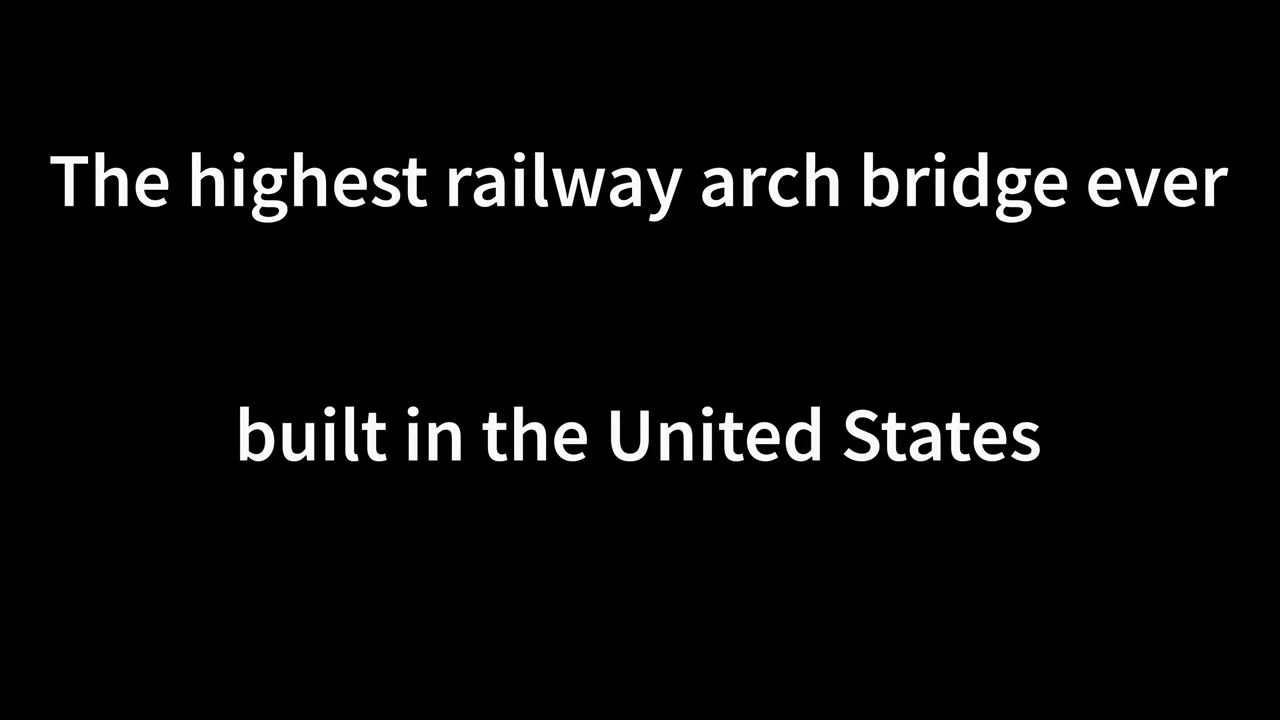 The highest railway arch bridge ever
built in the United States